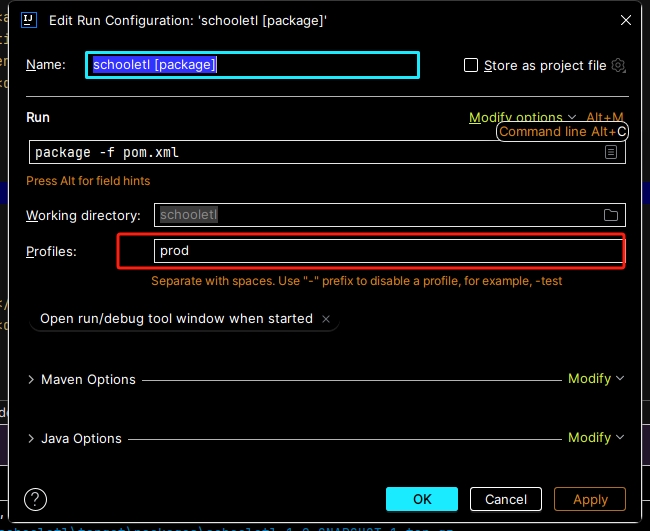 Edit Run Configuration: 'schooletl [package]'
Name: schooletl [package] Store as project file
Run Modify options Alt+M
Command line Alt+C
package -f pom.xml
Press Alt for field hints
Working directory: schooletl
Profiles: prod
Separate with spaces. Use "-" prefix to disable a profile, for example, -test
Open run/debug tool window when started
Maven Options Modify
Java Options Modify
? OK Cancel Apply